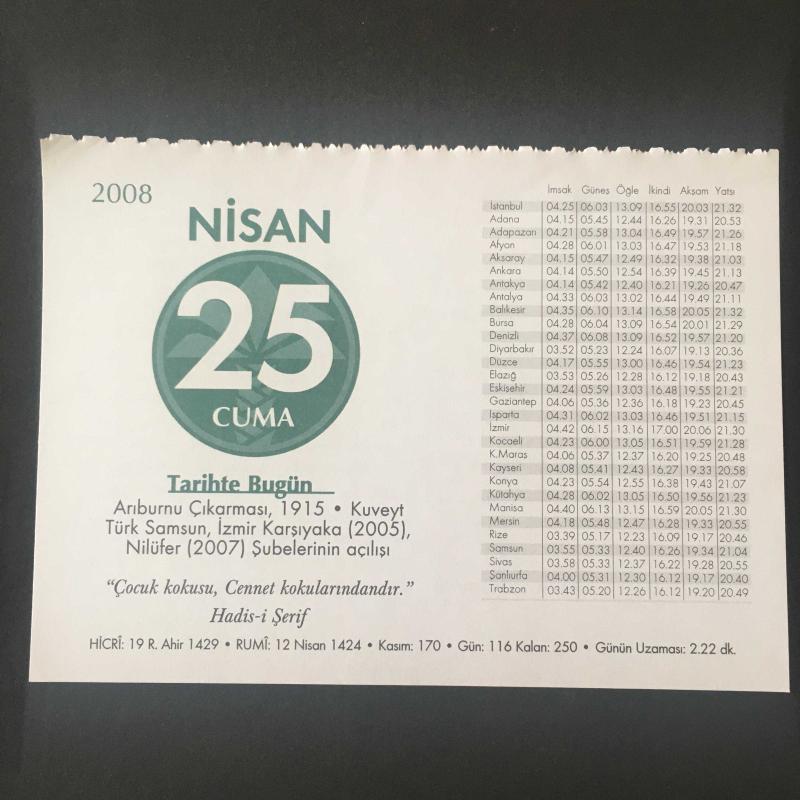 2008
NİSAN
25
CUMA
Tarihte Bugün
Arıburnu Çıkarması, 1915 • Kuveyt
Türk Samsun, İzmir Karşıyaka (2005),
Nilüfer (2007) Şubelerinin açılışı
“Çocuk kokusu, Cennet kokularındandır.”
Hadis-i Şerif
İmsak Güneş Öğle İkindi Akşam Yatsı
İstanbul 04.25 06.03 13.09 16.55 20.03 21.32
Adana 04.15 05.45 12.44 16.26 19.31 20.53
Adapazarı 04.21 05.58 13.04 16.49 19.57 21.26
Afyon 04.28 06.01 13.03 16.47 19.53 21.18
Aksaray 04.15 05.47 12.49 16.32 19.38 21.03
Ankara 04.14 05.50 12.54 16.39 19.45 21.13
Antakya 04.14 05.42 12.40 16.21 19.26 20.47
Antalya 04.33 06.03 13.02 16.44 19.49 21.11
Balıkesir 04.35 06.10 13.14 16.58 20.05 21.32
Bursa 04.28 06.04 13.09 16.54 20.01 21.29
Denizli 04.37 06.08 13.09 16.52 19.57 21.20
Diyarbakır 03.52 05.23 12.24 16.07 19.13 20.36
Düzce 04.17 05.55 13.00 16.46 19.54 21.23
Elazığ 03.53 05.26 12.28 16.12 19.18 20.43
Eskişehir 04.24 05.59 13.03 16.48 19.55 21.21
Gaziantep 04.06 05.36 12.36 16.18 19.23 20.45
Isparta 04.31 06.02 13.03 16.46 19.51 21.15
İzmir 04.42 06.15 13.16 17.00 20.06 21.30
Kocaeli 04.23 06.00 13.05 16.51 19.59 21.28
K.Maraş 04.06 05.37 12.37 16.20 19.25 20.48
Kayseri 04.08 05.41 12.43 16.27 19.33 20.58
Konya 04.23 05.54 12.55 16.38 19.43 21.07
Kütahya 04.28 06.02 13.05 16.50 19.56 21.23
Manisa 04.40 06.13 13.15 16.59 20.05 21.30
Mersin 04.18 05.48 12.47 16.28 19.33 20.55
Rize 03.39 05.17 12.23 16.09 19.17 20.46
Samsun 03.55 05.33 12.40 16.26 19.34 21.04
Sivas 03.58 05.33 12.37 16.22 19.28 20.55
Şanlıurfa 04.00 05.31 12.30 16.12 19.17 20.40
Trabzon 03.43 05.20 12.26 16.12 19.20 20.49
HİCRÎ: 19 R. Ahir 1429 • RUMÎ: 12 Nisan 1424 • Kasım: 170 • Gün: 116 Kalan: 250 • Günün Uzaması: 2.22 dk.